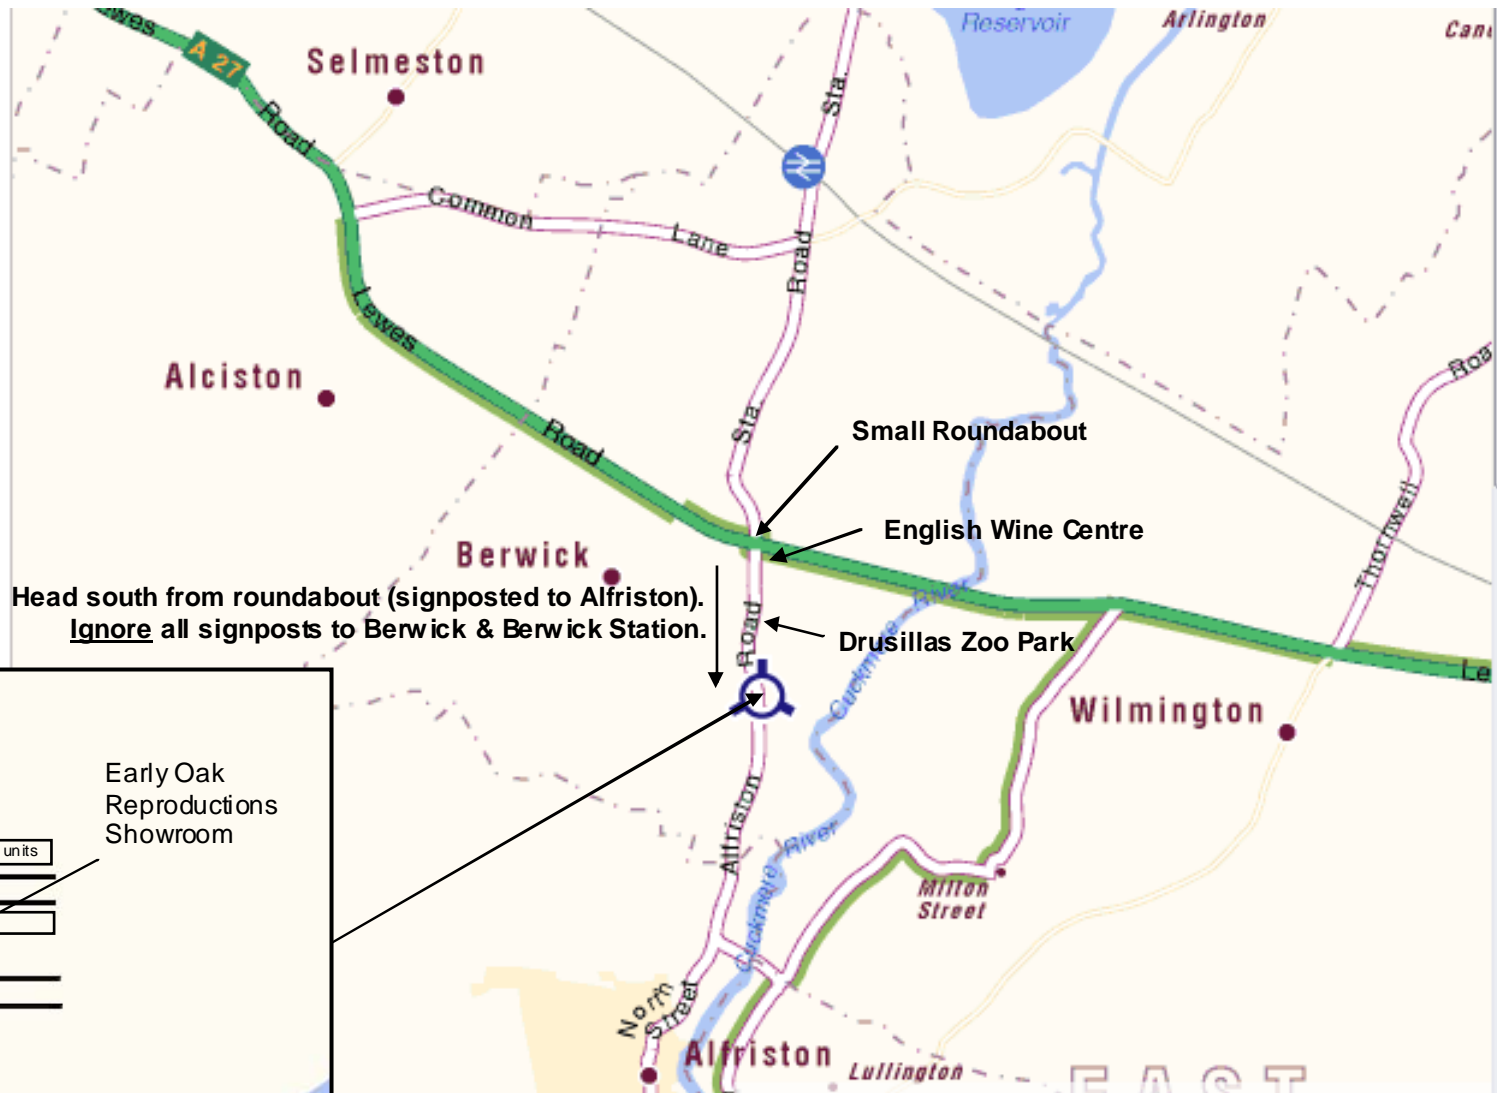 Lewes
A 27
Road
Selmeston
Sta.
Reservoir
Arlington
Common
Lane
Road
Lewes
Alciston
Road
Sta.
Small Roundabout
English Wine Centre
Thornwell
Berwick
Head south from roundabout (signposted to Alfriston).
Ignore all signposts to Berwick & Berwick Station.
Road
Drusillas Zoo Park
River
Cuckmere
Wilmington
Early Oak
Reproductions
Showroom
units
Alfriston
River
Cuckmere
Milton
Street
North
Street
Alfriston
Lullington
EAST